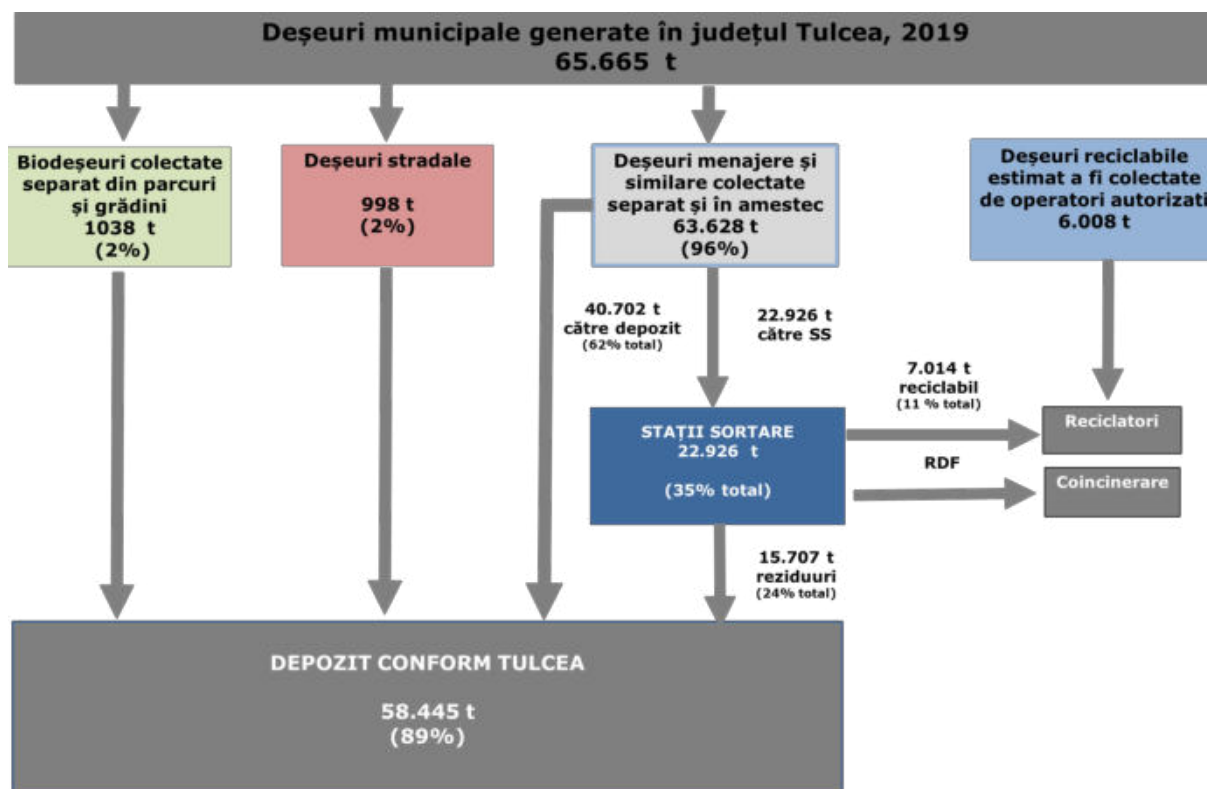 Deșeuri municipale generate în județul Tulcea, 2019
65.665 t
Biodeșeuri colectate
separat din parcuri
și grădini
1038 t
(2%)
Deșeuri stradale
998 t
(2%)
Deșeuri menajere și
similare colectate
separat și în amestec
63.628 t
(96%)
Deșeuri reciclabile
estimat a fi colectate
de operatori autorizati
6.008 t
40.702 t
către depozit
(62% total)
22.926 t
către SS
7.014 t
reciclabil
(11 % total)
STAȚII SORTARE
22.926 t
(35% total)
Reciclatori
RDF
Coincinerare
15.707 t
reziduuri
(24% total)
DEPOZIT CONFORM TULCEA
58.445 t
(89%)